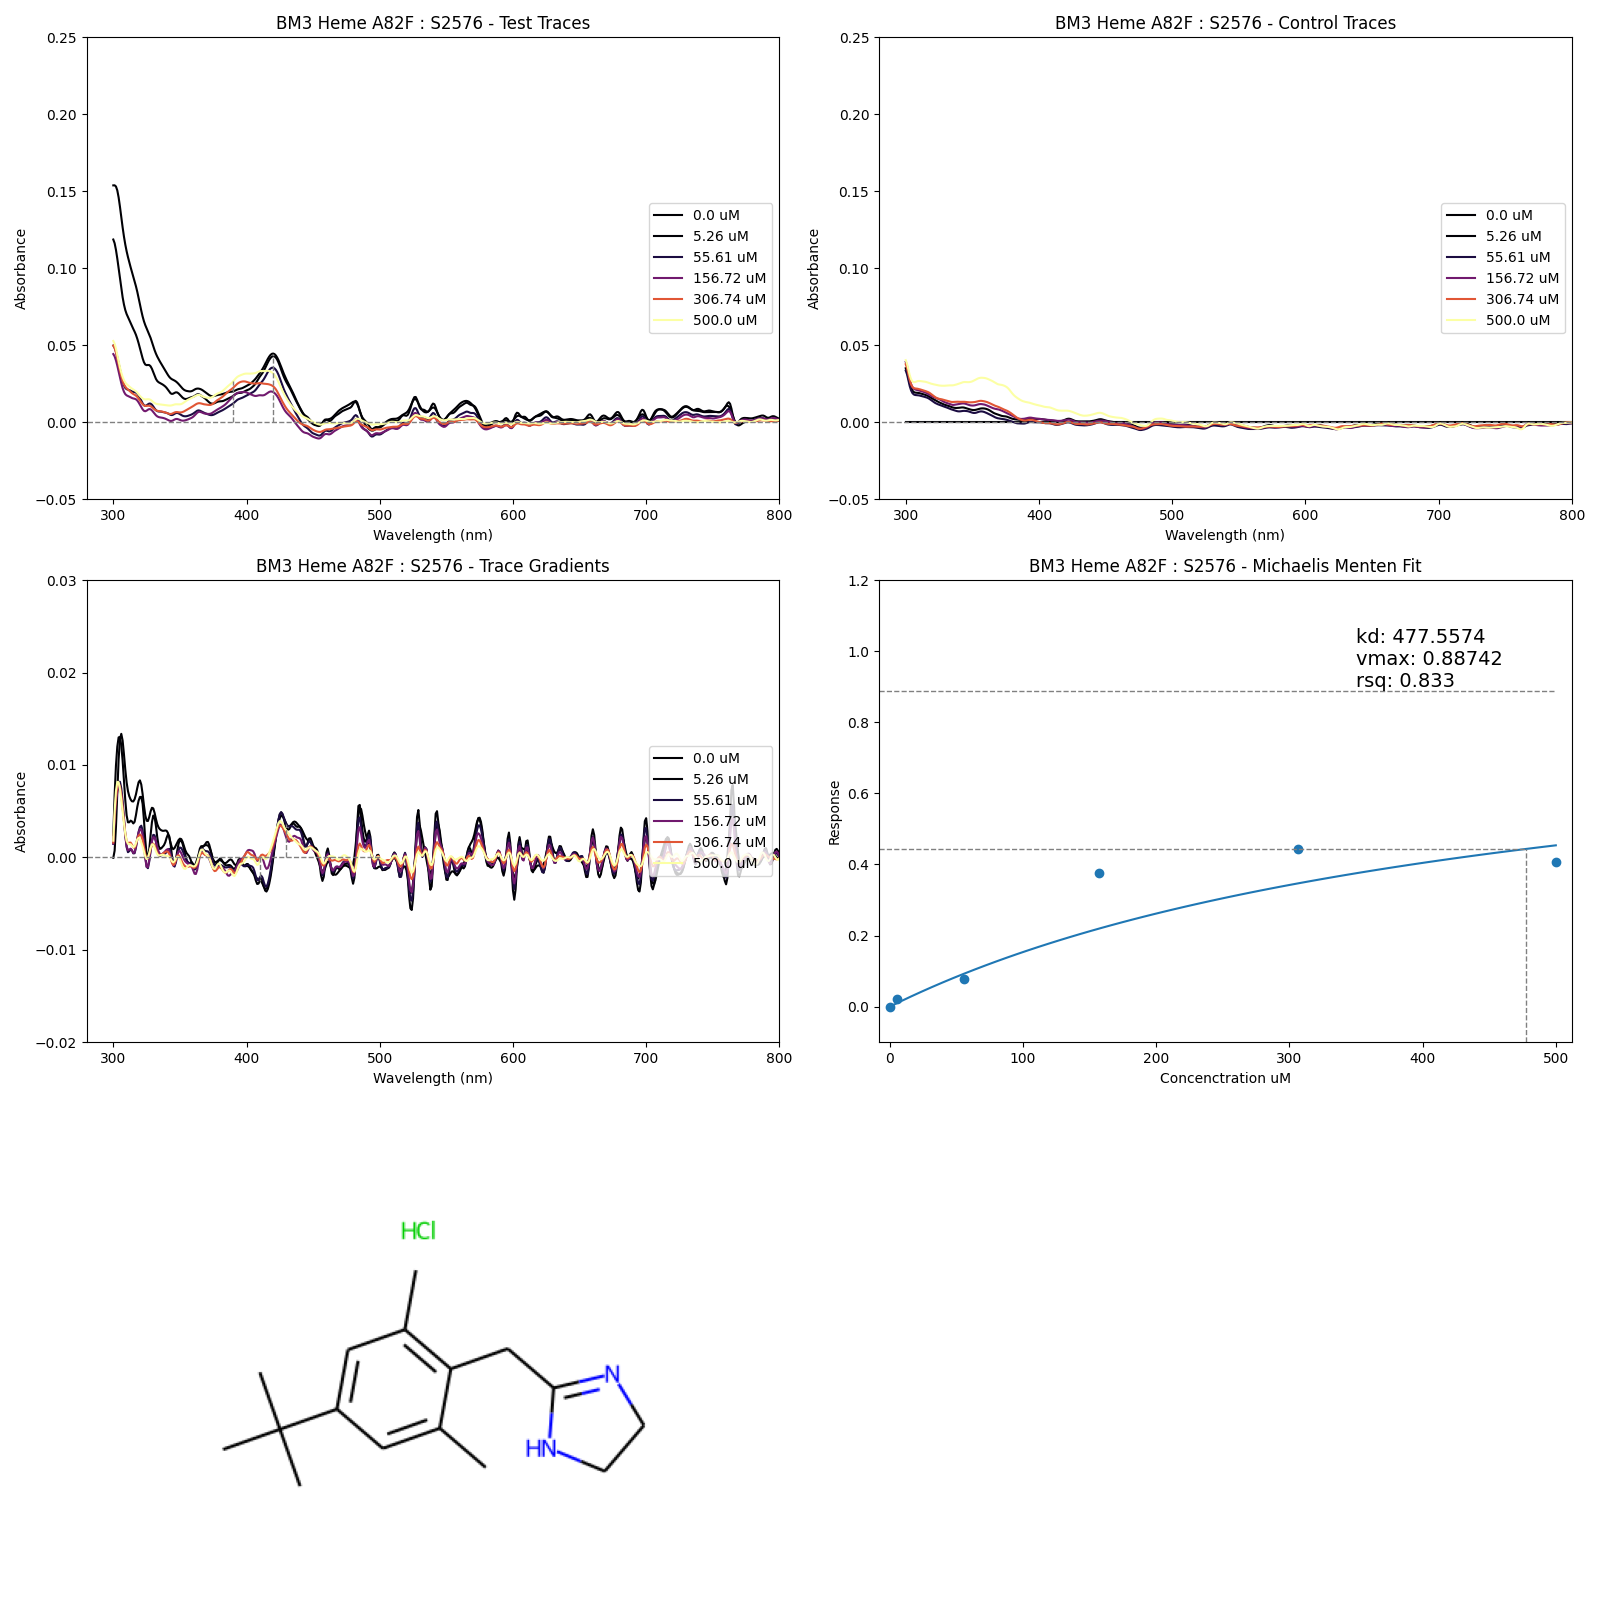 BM3 Heme A82F : S2576 - Test Traces
0.25
0.20
0.15
0.10
0.05
0.00
−0.05
Absorbance
300 400 500 600 700 800
Wavelength (nm)
0.0 uM
5.26 uM
55.61 uM
156.72 uM
306.74 uM
500.0 uM
BM3 Heme A82F : S2576 - Control Traces
0.25
0.20
0.15
0.10
0.05
0.00
−0.05
Absorbance
300 400 500 600 700 800
Wavelength (nm)
0.0 uM
5.26 uM
55.61 uM
156.72 uM
306.74 uM
500.0 uM
BM3 Heme A82F : S2576 - Trace Gradients
0.03
0.02
0.01
0.00
−0.01
−0.02
Absorbance
300 400 500 600 700 800
Wavelength (nm)
0.0 uM
5.26 uM
55.61 uM
156.72 uM
306.74 uM
500.0 uM
BM3 Heme A82F : S2576 - Michaelis Menten Fit
1.2
1.0
0.8
0.6
0.4
0.2
0.0
Response
0 100 200 300 400 500
Concenctration uM
kd: 477.5574
vmax: 0.88742
rsq: 0.833
HCl
N
HN